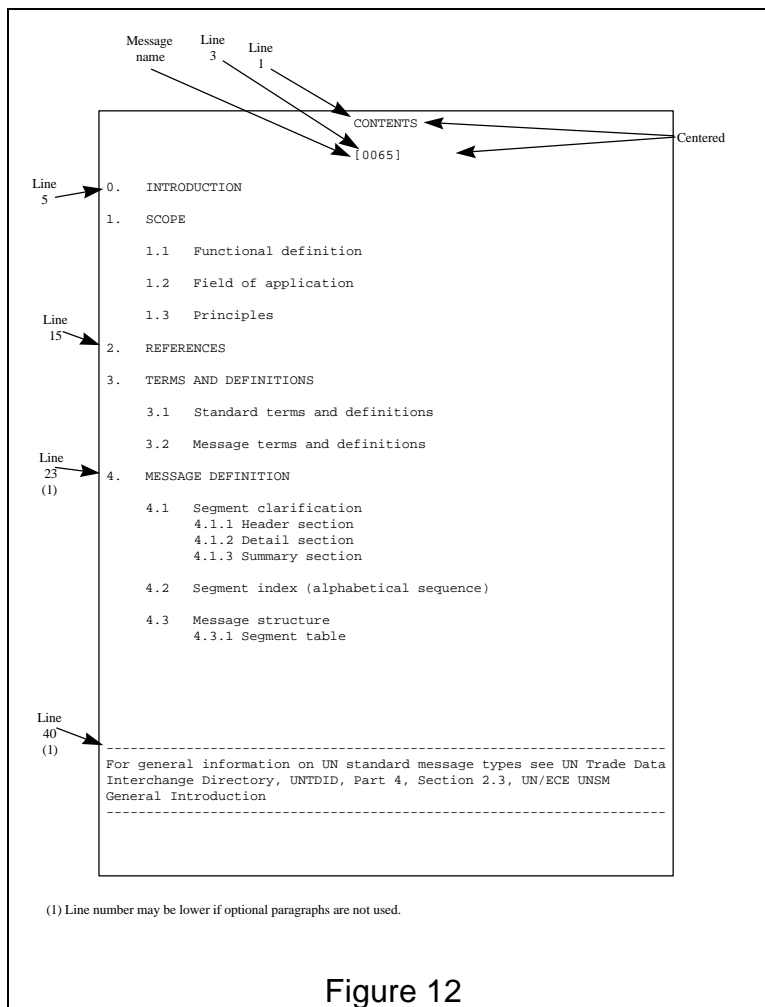 Message
name
Line
3
Line
1
CONTENTS
Centered
[0065]
Line
5
0. INTRODUCTION
1. SCOPE
1.1 Functional definition
1.2 Field of application
1.3 Principles
Line
15
2. REFERENCES
3. TERMS AND DEFINITIONS
3.1 Standard terms and definitions
3.2 Message terms and definitions
Line
23
(1)
4. MESSAGE DEFINITION
4.1 Segment clarification
4.1.1 Header section
4.1.2 Detail section
4.1.3 Summary section
4.2 Segment index (alphabetical sequence)
4.3 Message structure
4.3.1 Segment table
Line
40
(1)
------------------------------------------------------------------------
For general information on UN standard message types see UN Trade Data
Interchange Directory, UNTDID, Part 4, Section 2.3, UN/ECE UNSM
General Introduction
------------------------------------------------------------------------
(1) Line number may be lower if optional paragraphs are not used.
Figure 12